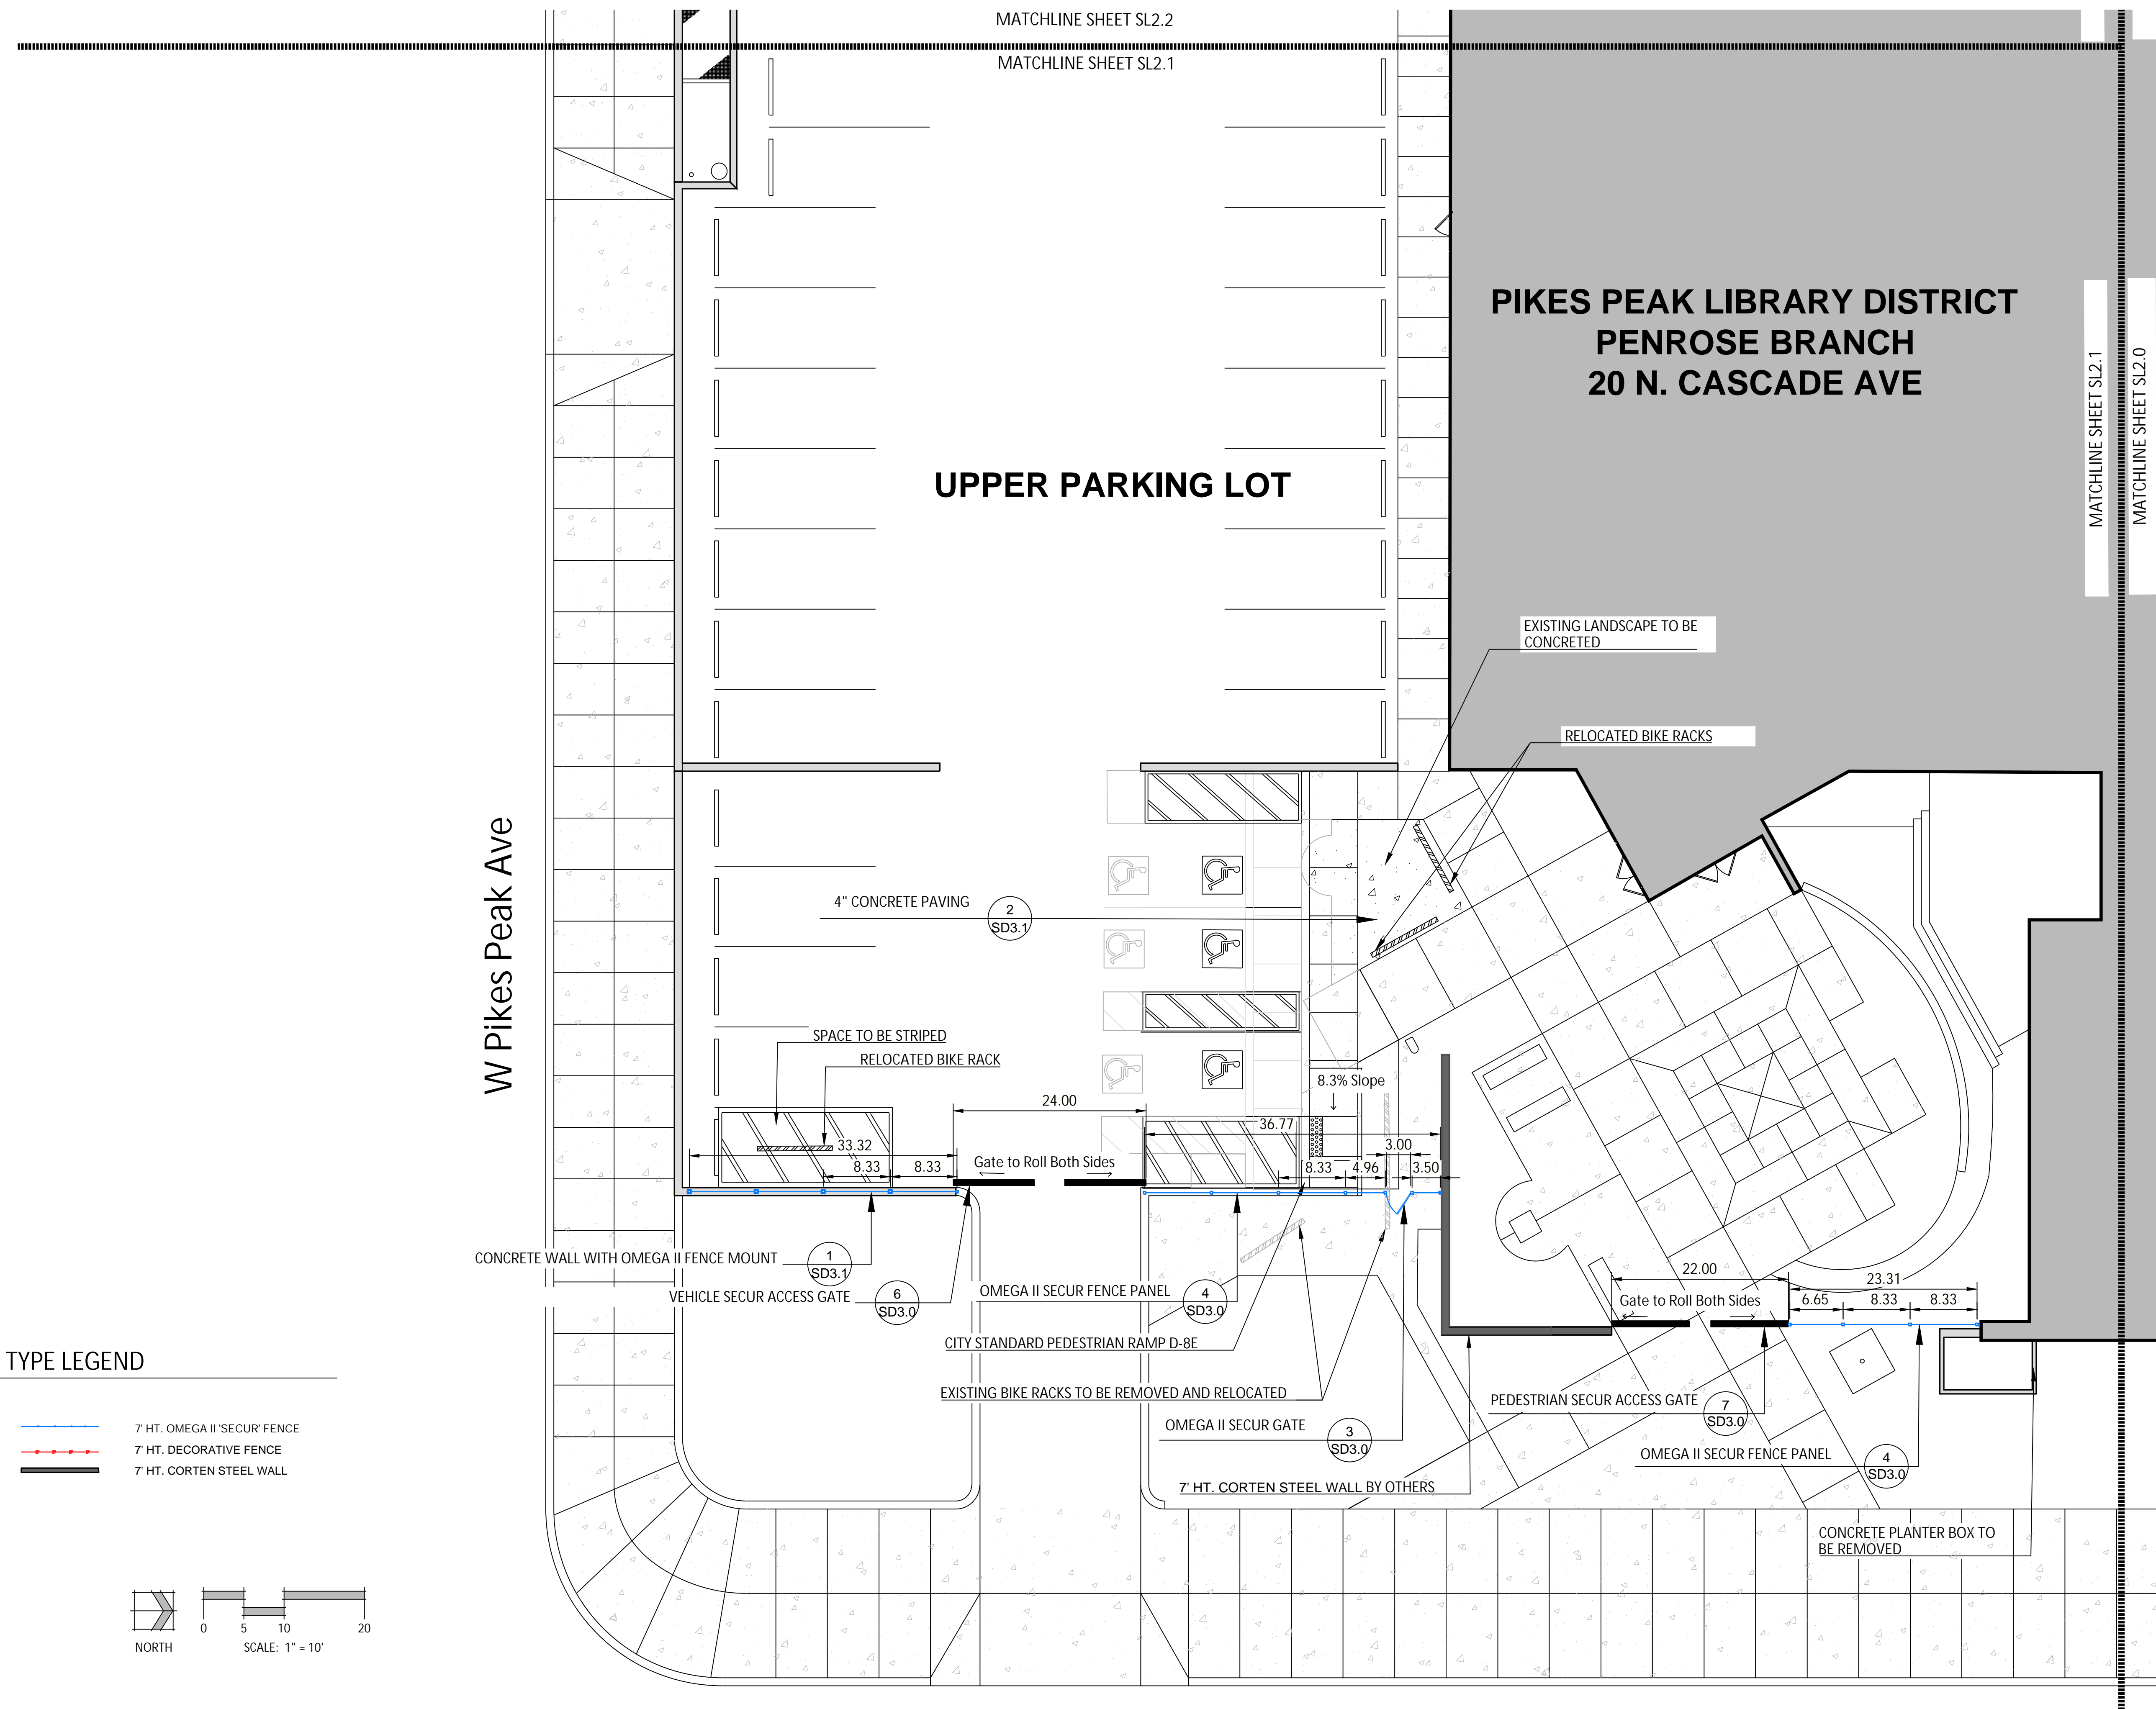 MATCHLINE SHEET SL2.2
MATCHLINE SHEET SL2.1
PIKES PEAK LIBRARY DISTRICT
PENROSE BRANCH
20 N. CASCADE AVE
MATCHLINE SHEET SL2.1
MATCHLINE SHEET SL2.0
UPPER PARKING LOT
EXISTING LANDSCAPE TO BE
CONCRETED
RELOCATED BIKE RACKS
W Pikes Peak Ave
4" CONCRETE PAVING
2
SD3.1
SPACE TO BE STRIPED
RELOCATED BIKE RACK
8.3% Slope
24.00
36.77
33.32
3.00
8.33
8.33
Gate to Roll Both Sides
8.33
4.96
3.50
CONCRETE WALL WITH OMEGA II FENCE MOUNT
1
SD3.1
VEHICLE SECUR ACCESS GATE
6
SD3.0
OMEGA II SECUR FENCE PANEL
4
SD3.0
22.00
23.31
Gate to Roll Both Sides
6.65
8.33
8.33
CITY STANDARD PEDESTRIAN RAMP D-8E
EXISTING BIKE RACKS TO BE REMOVED AND RELOCATED
OMEGA II SECUR GATE
3
SD3.0
PEDESTRIAN SECUR ACCESS GATE
7
SD3.0
OMEGA II SECUR FENCE PANEL
4
SD3.0
7' HT. CORTEN STEEL WALL BY OTHERS
CONCRETE PLANTER BOX TO
BE REMOVED
TYPE LEGEND
7' HT. OMEGA II 'SECUR' FENCE
7' HT. DECORATIVE FENCE
7' HT. CORTEN STEEL WALL
NORTH
0 5 10 20
SCALE: 1" = 10'